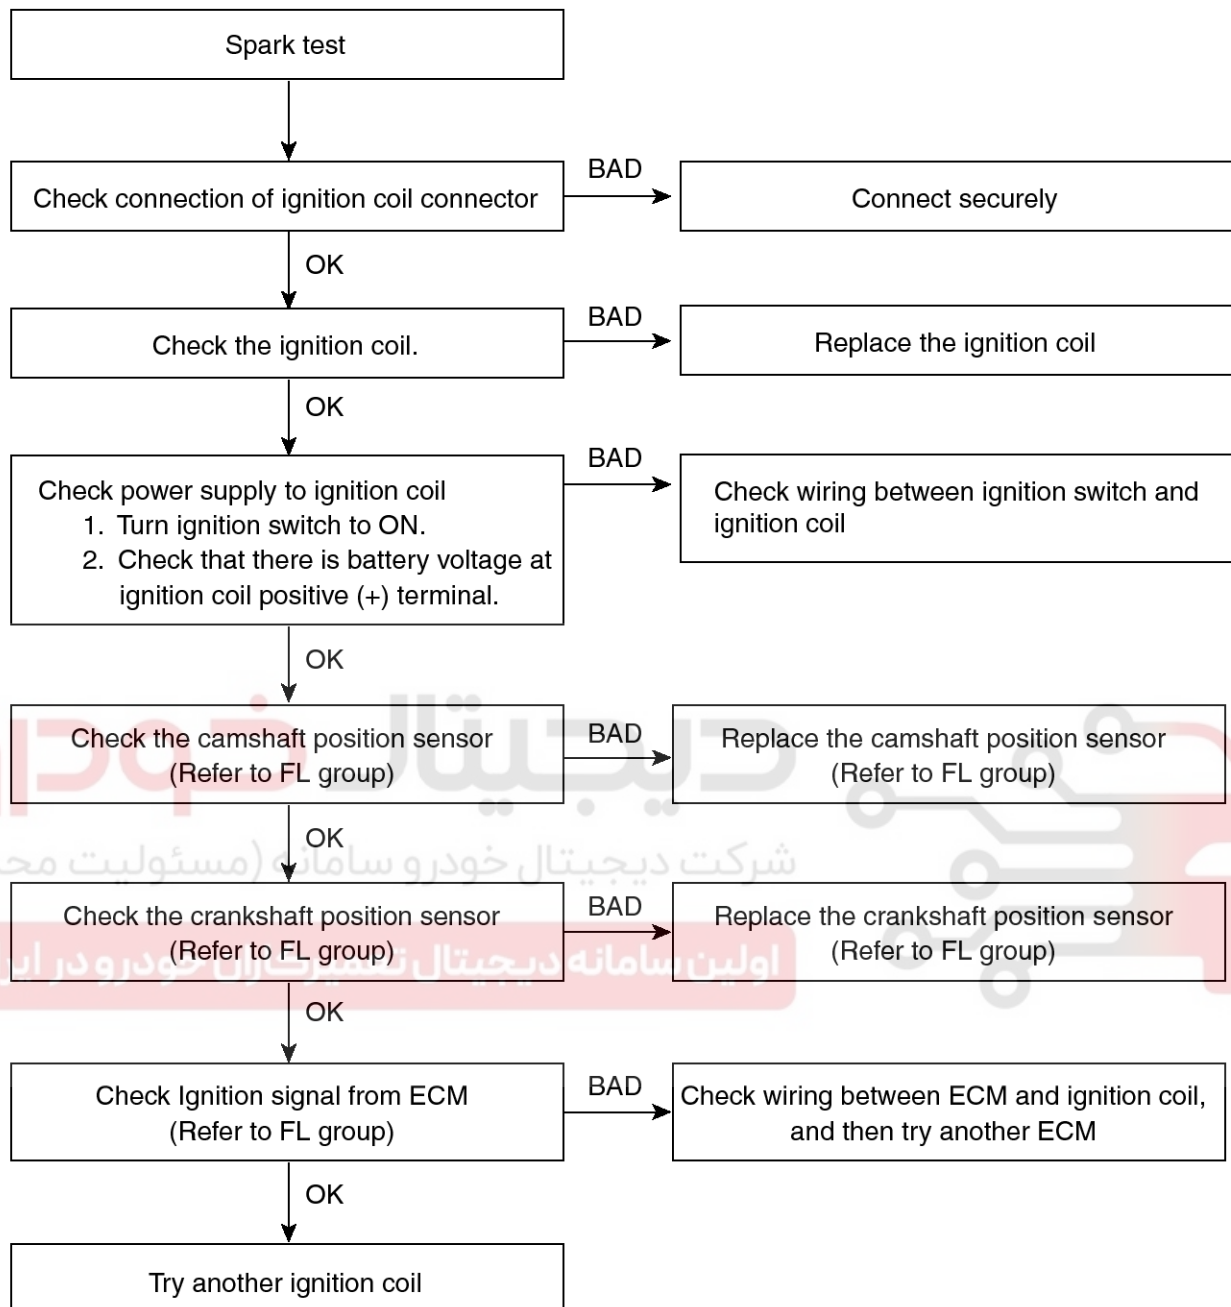 Spark test
Check connection of ignition coil connector
BAD
Connect securely
OK
Check the ignition coil.
BAD
Replace the ignition coil
OK
Check power supply to ignition coil
1. Turn ignition switch to ON.
2. Check that there is battery voltage at
ignition coil positive (+) terminal.
BAD
Check wiring between ignition switch and
ignition coil
OK
Check the camshaft position sensor
(Refer to FL group)
BAD
Replace the camshaft position sensor
(Refer to FL group)
دیجیتال خودر
OK
شرکت دیجیتال خودرو سامانه (مسئولیت مح
Check the crankshaft position sensor
(Refer to FL group)
BAD
Replace the crankshaft position sensor
(Refer to FL group)
اولین سامانه دیجیتال تعمیرکاران خودرو در ایر
OK
Check Ignition signal from ECM
(Refer to FL group)
BAD
Check wiring between ECM and ignition coil,
and then try another ECM
OK
Try another ignition coil